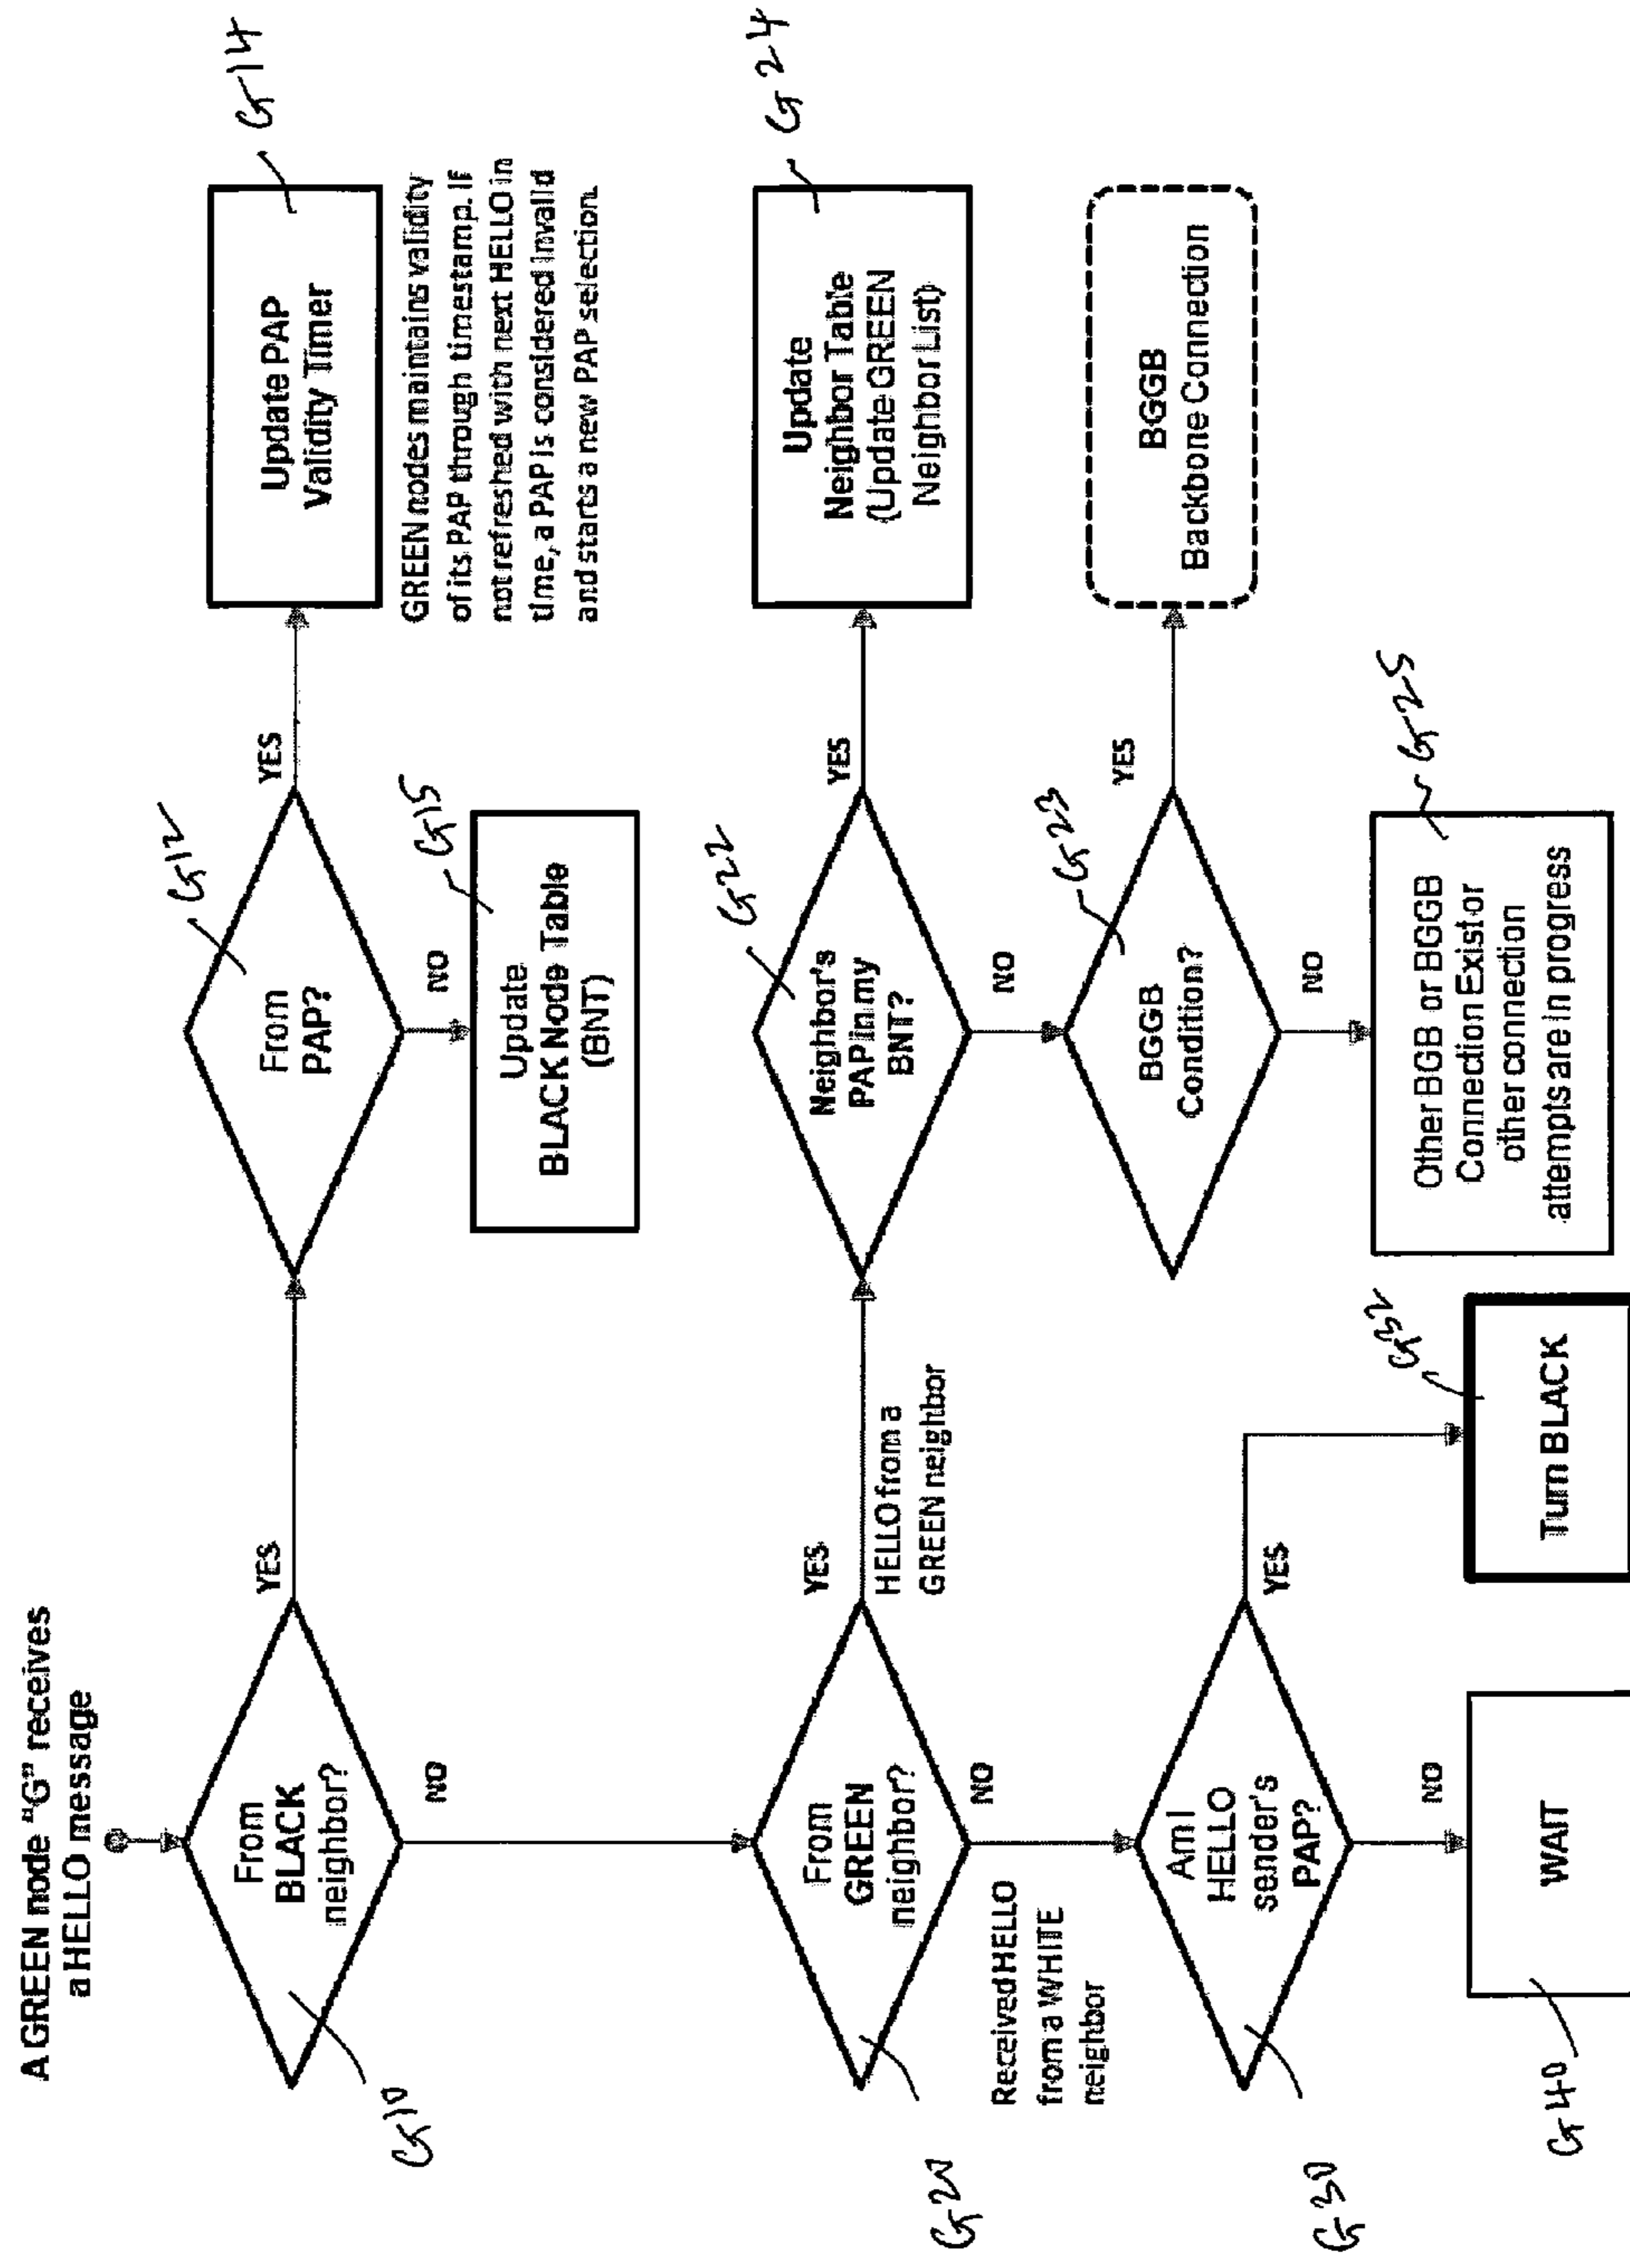 A GREEN node "G" receives
a HELLO message
From
BLACK
neighbor?
G10
YES
NO
From
PAP?
G12
YES
NO
Update PAP
Validity Timer
G14
GREEN nodes maintains validity
of its PAP through timestamp. If
not refreshed with next HELLO in
time, a PAP is considered invalid
and starts a new PAP selection.
Update
BLACK Node Table
(BNT)
G15
From
GREEN
neighbor?
G20
YES
HELLO from a
GREEN neighbor
NO
Received HELLO
from a WHITE
neighbor
Neighbor's
PAP in my
BNT?
G22
YES
NO
Update
Neighbor Table
(Update GREEN
Neighbor List)
G24
BGGB
Condition?
G23
YES
NO
BGGB
Backbone Connection
Other BGB or BGGB
Connection Exist or
other connection
attempts are in progress
G25
Am I
HELLO
sender's
PAP?
G30
YES
NO
Turn BLACK
G32
WAIT
G40